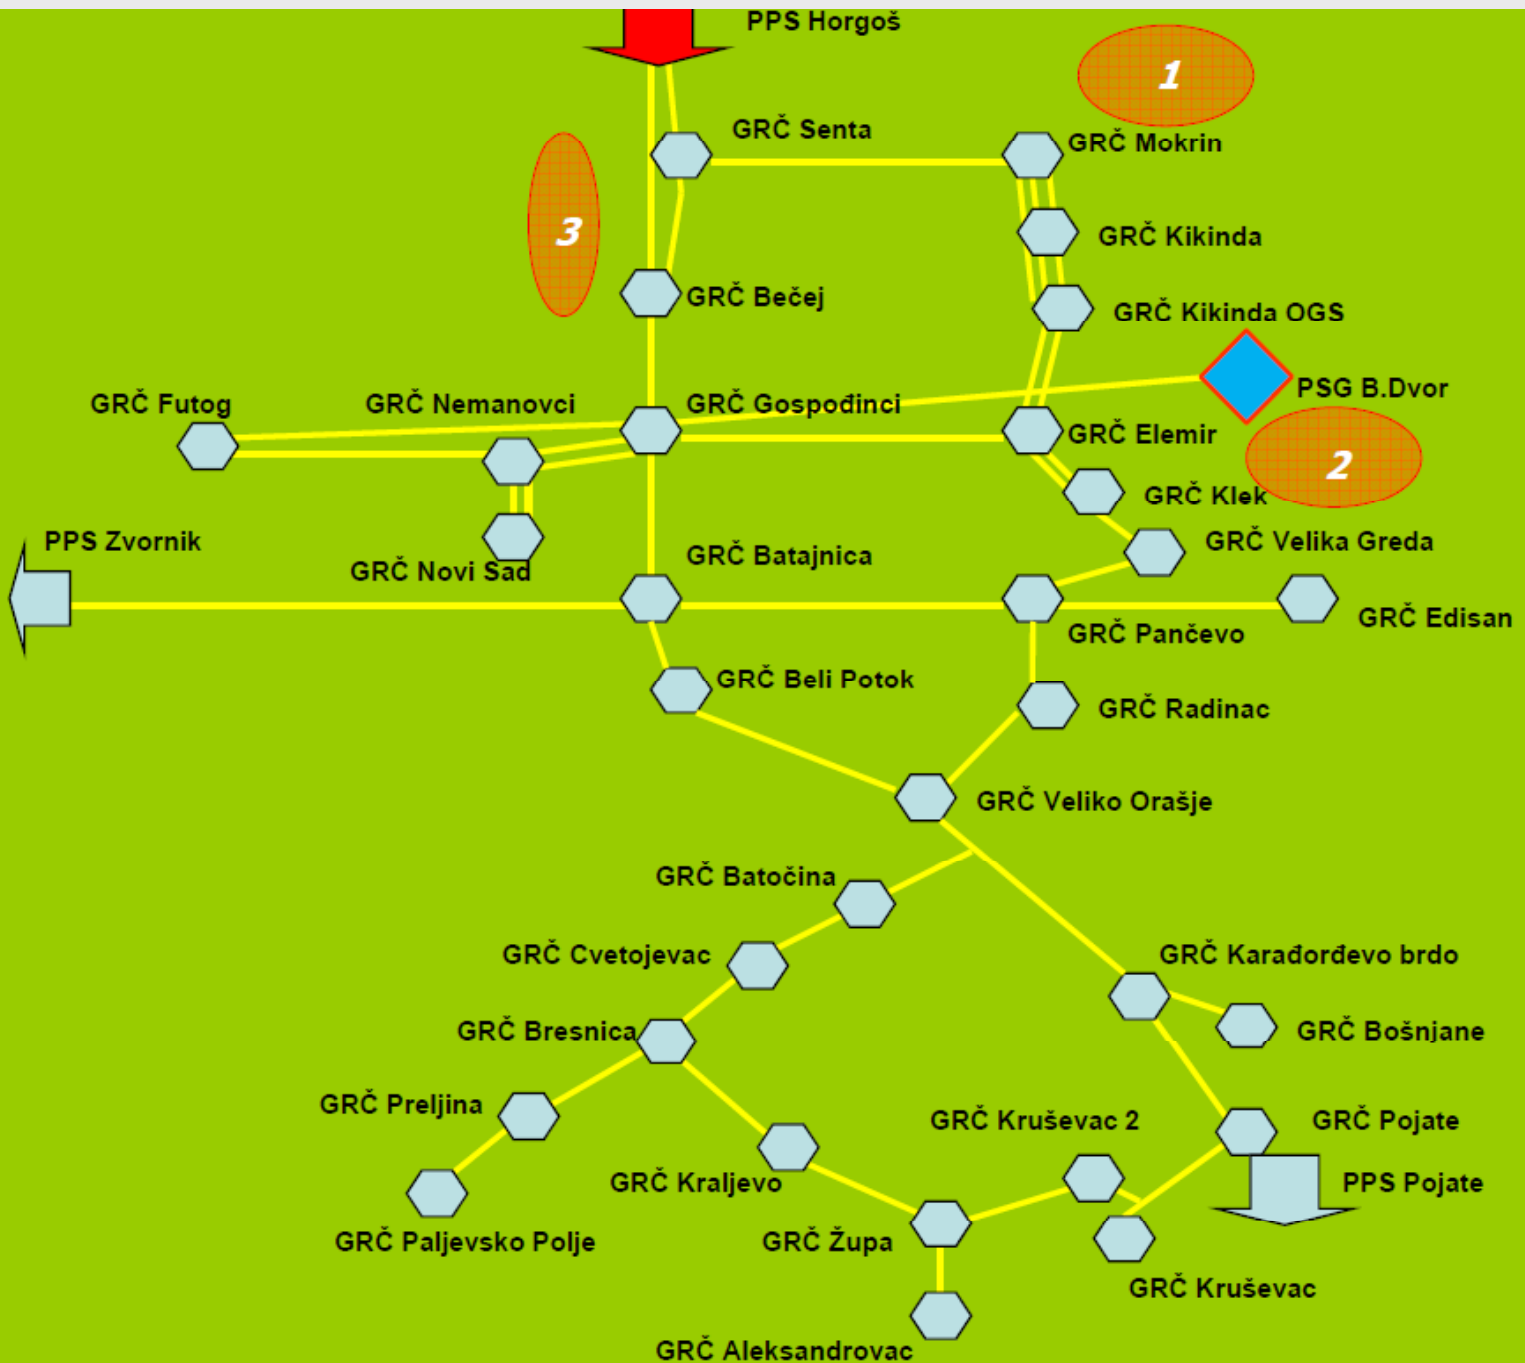 PPS Horgoš
1
GRČ Senta
GRČ Mokrin
3
GRČ Kikinda
GRČ Bečej
GRČ Kikinda OGS
PSG B.Dvor
GRČ Futog
GRČ Nemanovci
GRČ Gospođinci
GRČ Elemir
2
GRČ Klek
PPS Zvornik
GRČ Velika Greda
GRČ Novi Sad
GRČ Batajnica
GRČ Edisan
GRČ Pančevo
GRČ Beli Potok
GRČ Radinac
GRČ Veliko Orašje
GRČ Batočina
GRČ Cvetojevac
GRČ Karađorđevo brdo
GRČ Bresnica
GRČ Bošnjane
GRČ Preljina
GRČ Kruševac 2
GRČ Pojate
GRČ Kraljevo
PPS Pojate
GRČ Paljevsko Polje
GRČ Župa
GRČ Kruševac
GRČ Aleksandrovac